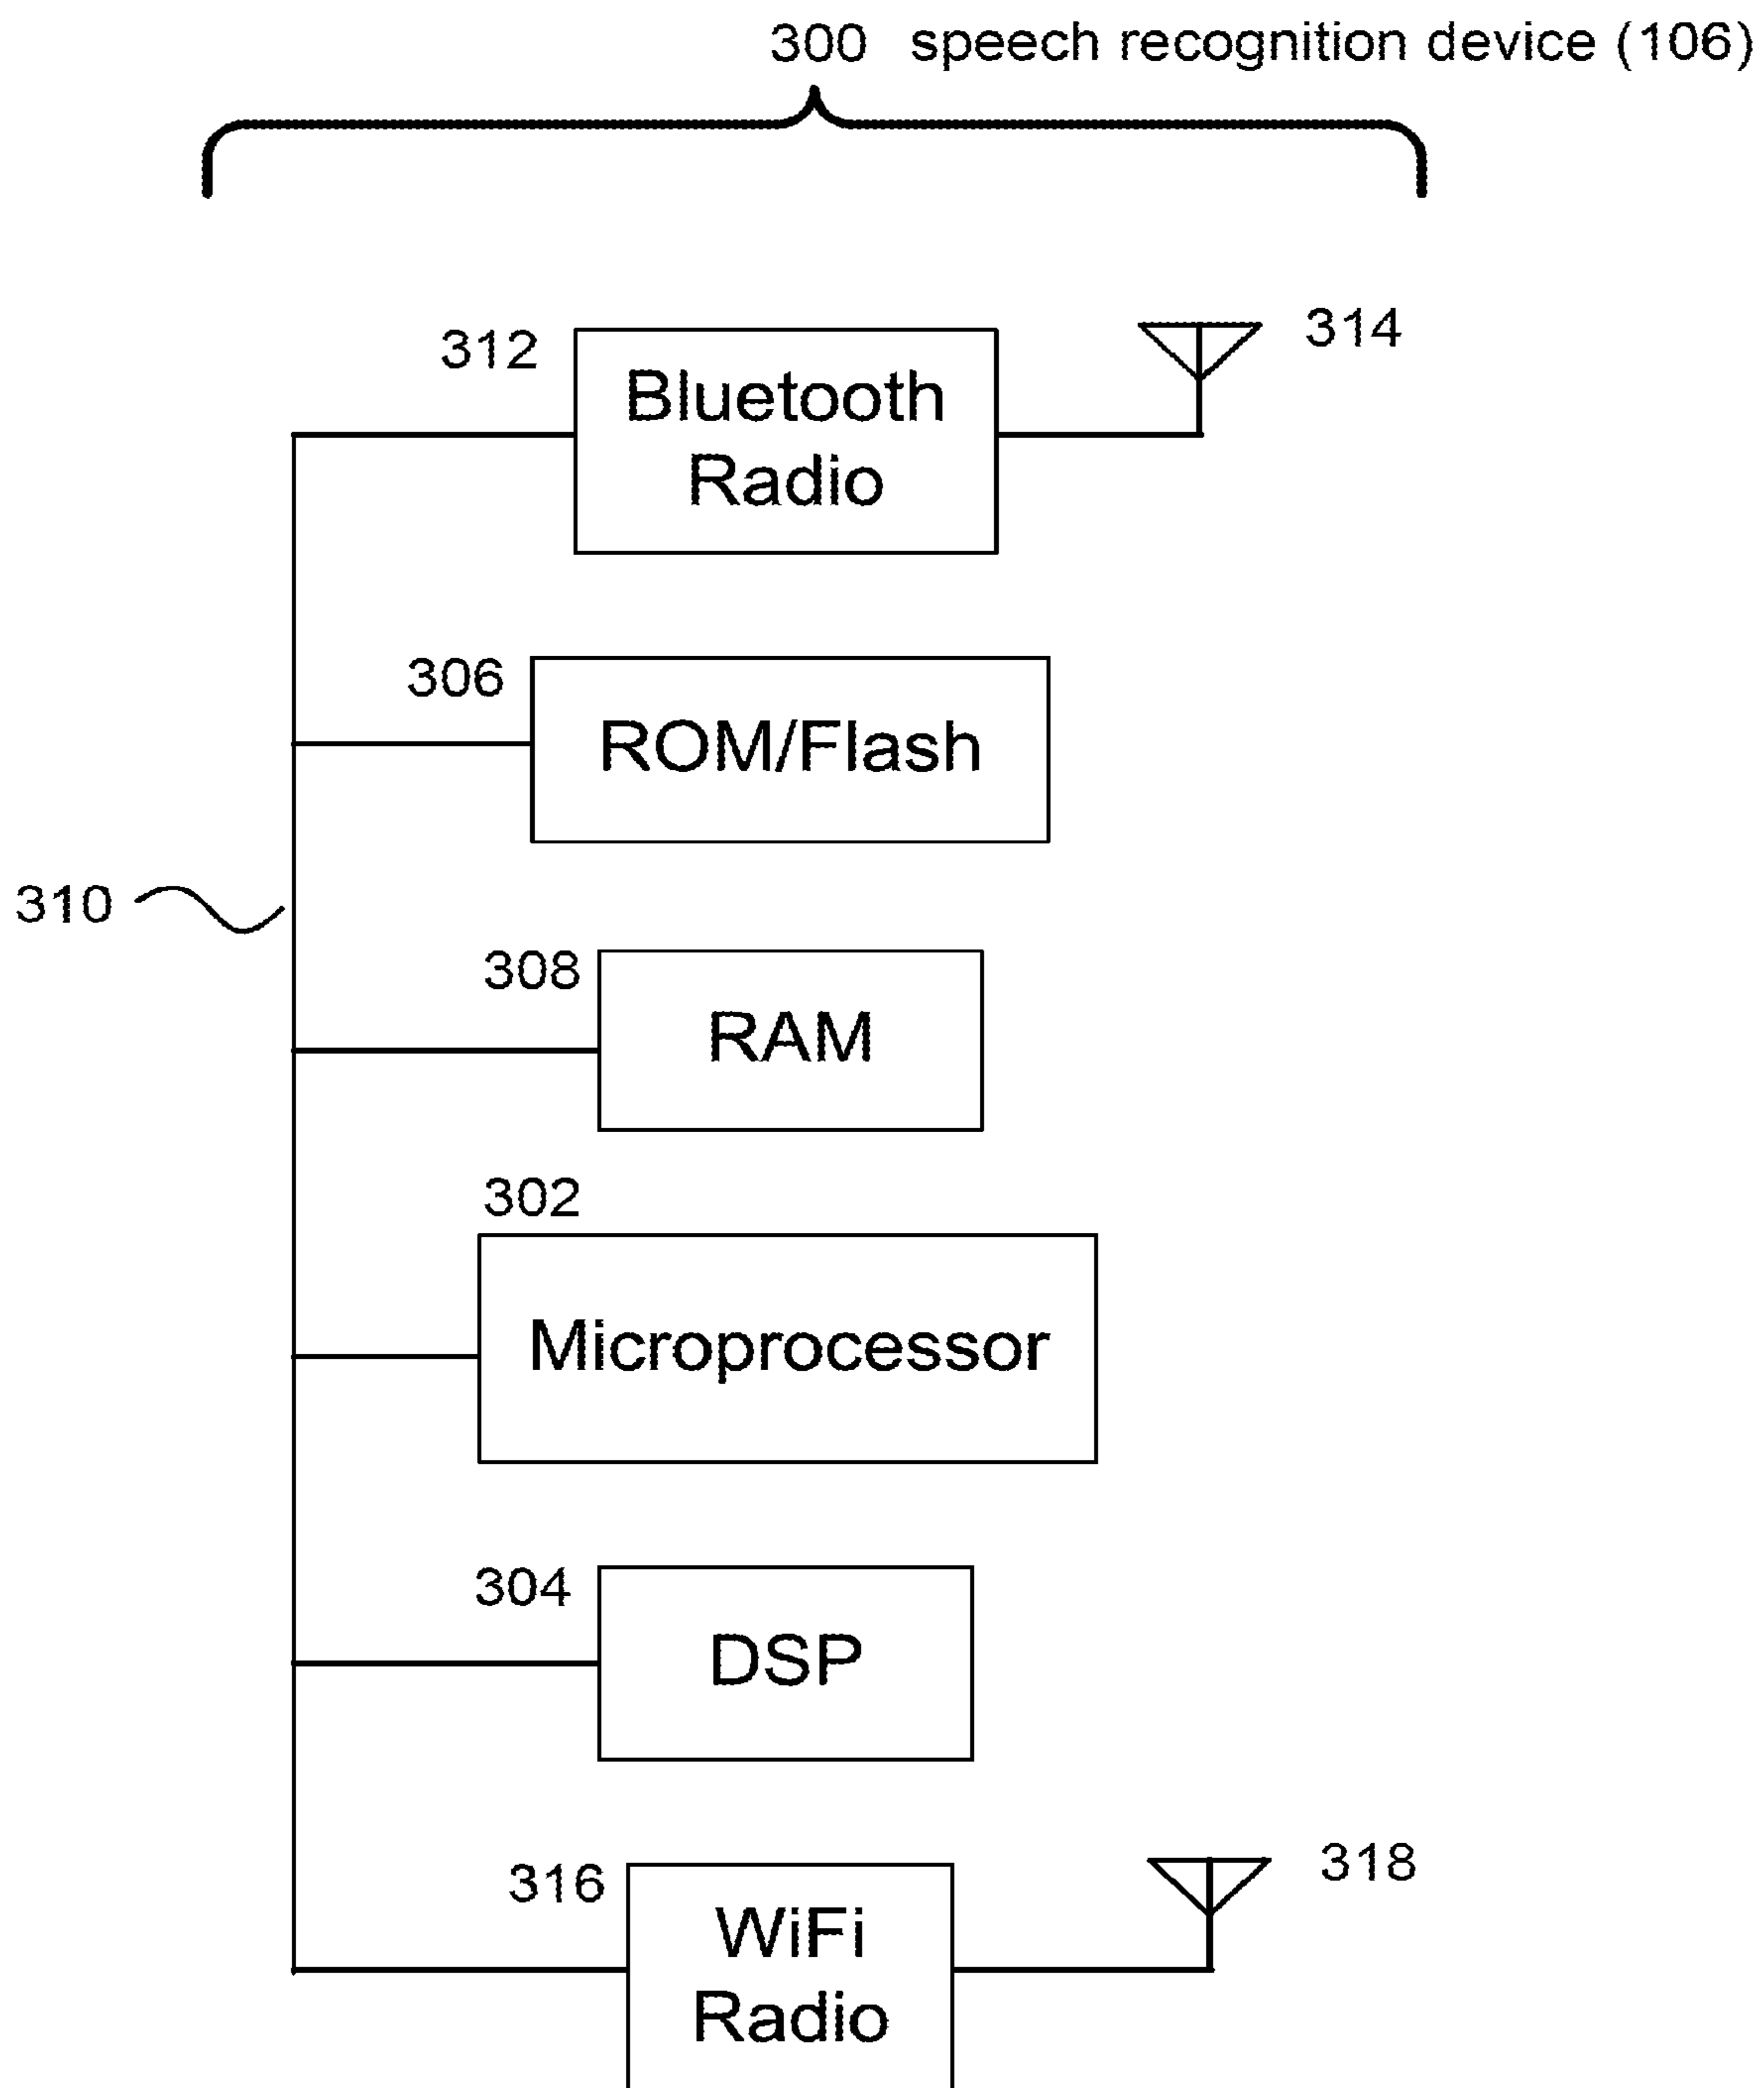 300 speech recognition device (106)
312
Bluetooth
Radio
314
306
ROM/Flash
310
308
RAM
302
Microprocessor
304
DSP
316
WiFi
Radio
318